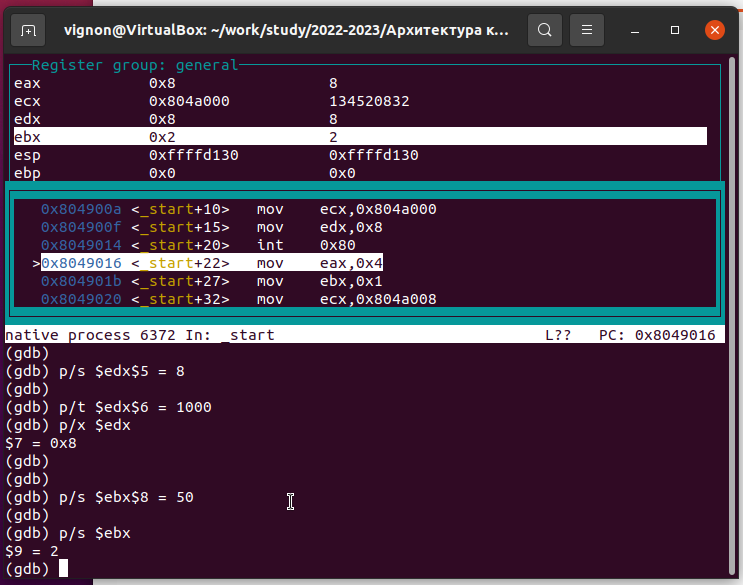 vignon@VirtualBox: ~/work/study/2022-2023/Архитектура к...
Register group: general
eax 0x8 8
ecx 0x804a000 134520832
edx 0x8 8
ebx 0x2 2
esp 0xffffd130 0xffffd130
ebp 0x0 0x0
0x804900a <_start+10> mov ecx,0x804a000
0x804900f <_start+15> mov edx,0x8
0x8049014 <_start+20> int 0x80
>0x8049016 <_start+22> mov eax,0x4
0x804901b <_start+27> mov ebx,0x1
0x8049020 <_start+32> mov ecx,0x804a008
native process 6372 In: _start L?? PC: 0x8049016
(gdb)
(gdb) p/s $edx$5 = 8
(gdb)
(gdb) p/t $edx$6 = 1000
(gdb) p/x $edx
$7 = 0x8
(gdb)
(gdb)
(gdb) p/s $ebx$8 = 50
(gdb)
(gdb) p/s $ebx
$9 = 2
(gdb)